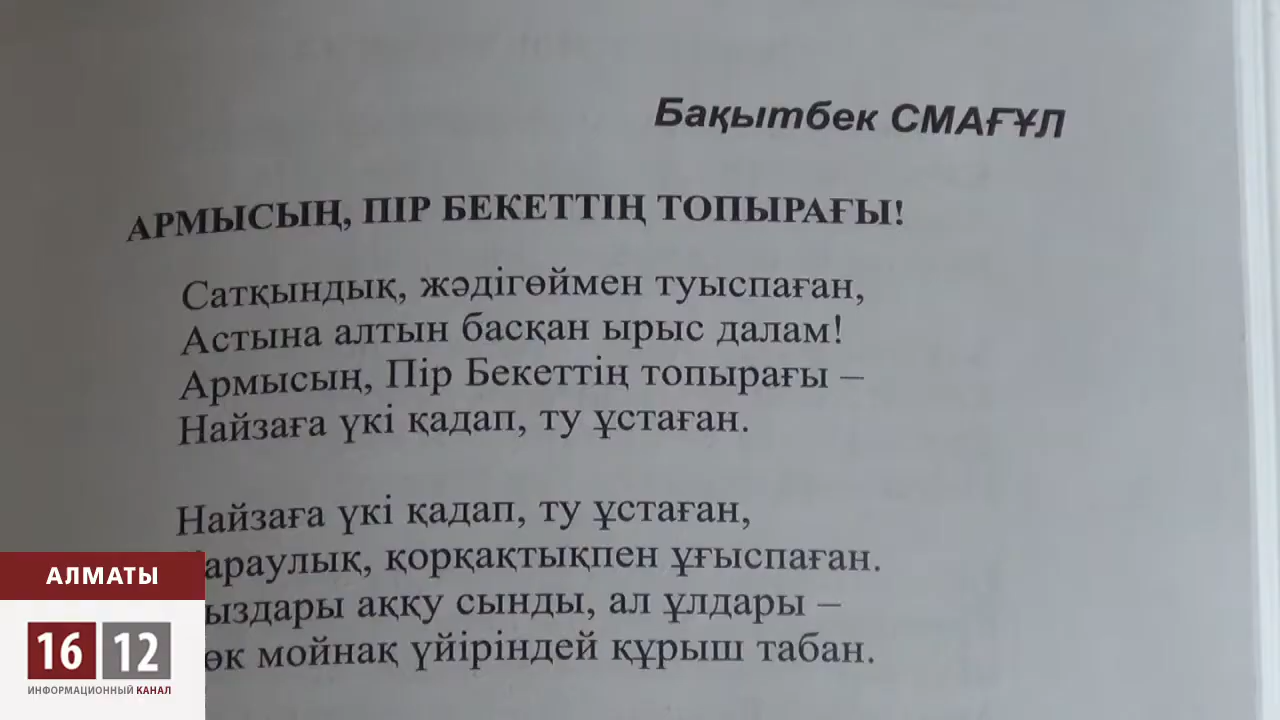 Бақытбек СМАҒҰЛ
АРМЫСЫҢ, ПІР БЕКЕТТІҢ ТОПЫРАҒЫ!
Сатқындық, жәдігөймен туыспаған,
Астына алтын басқан ырыс далам!
Армысың, Пір Бекеттің топырағы –
Найзаға үкі қадап, ту ұстаған.
Найзаға үкі қадап, ту ұстаған,
қорқақтықпен ұғыспаған.
аққу сынды, ал ұлдары –
мойнақ үйіріндей құрыш табан.
АЛМАТЫ
16 12
ИНФОРМАЦИОННЫЙ КАНАЛ